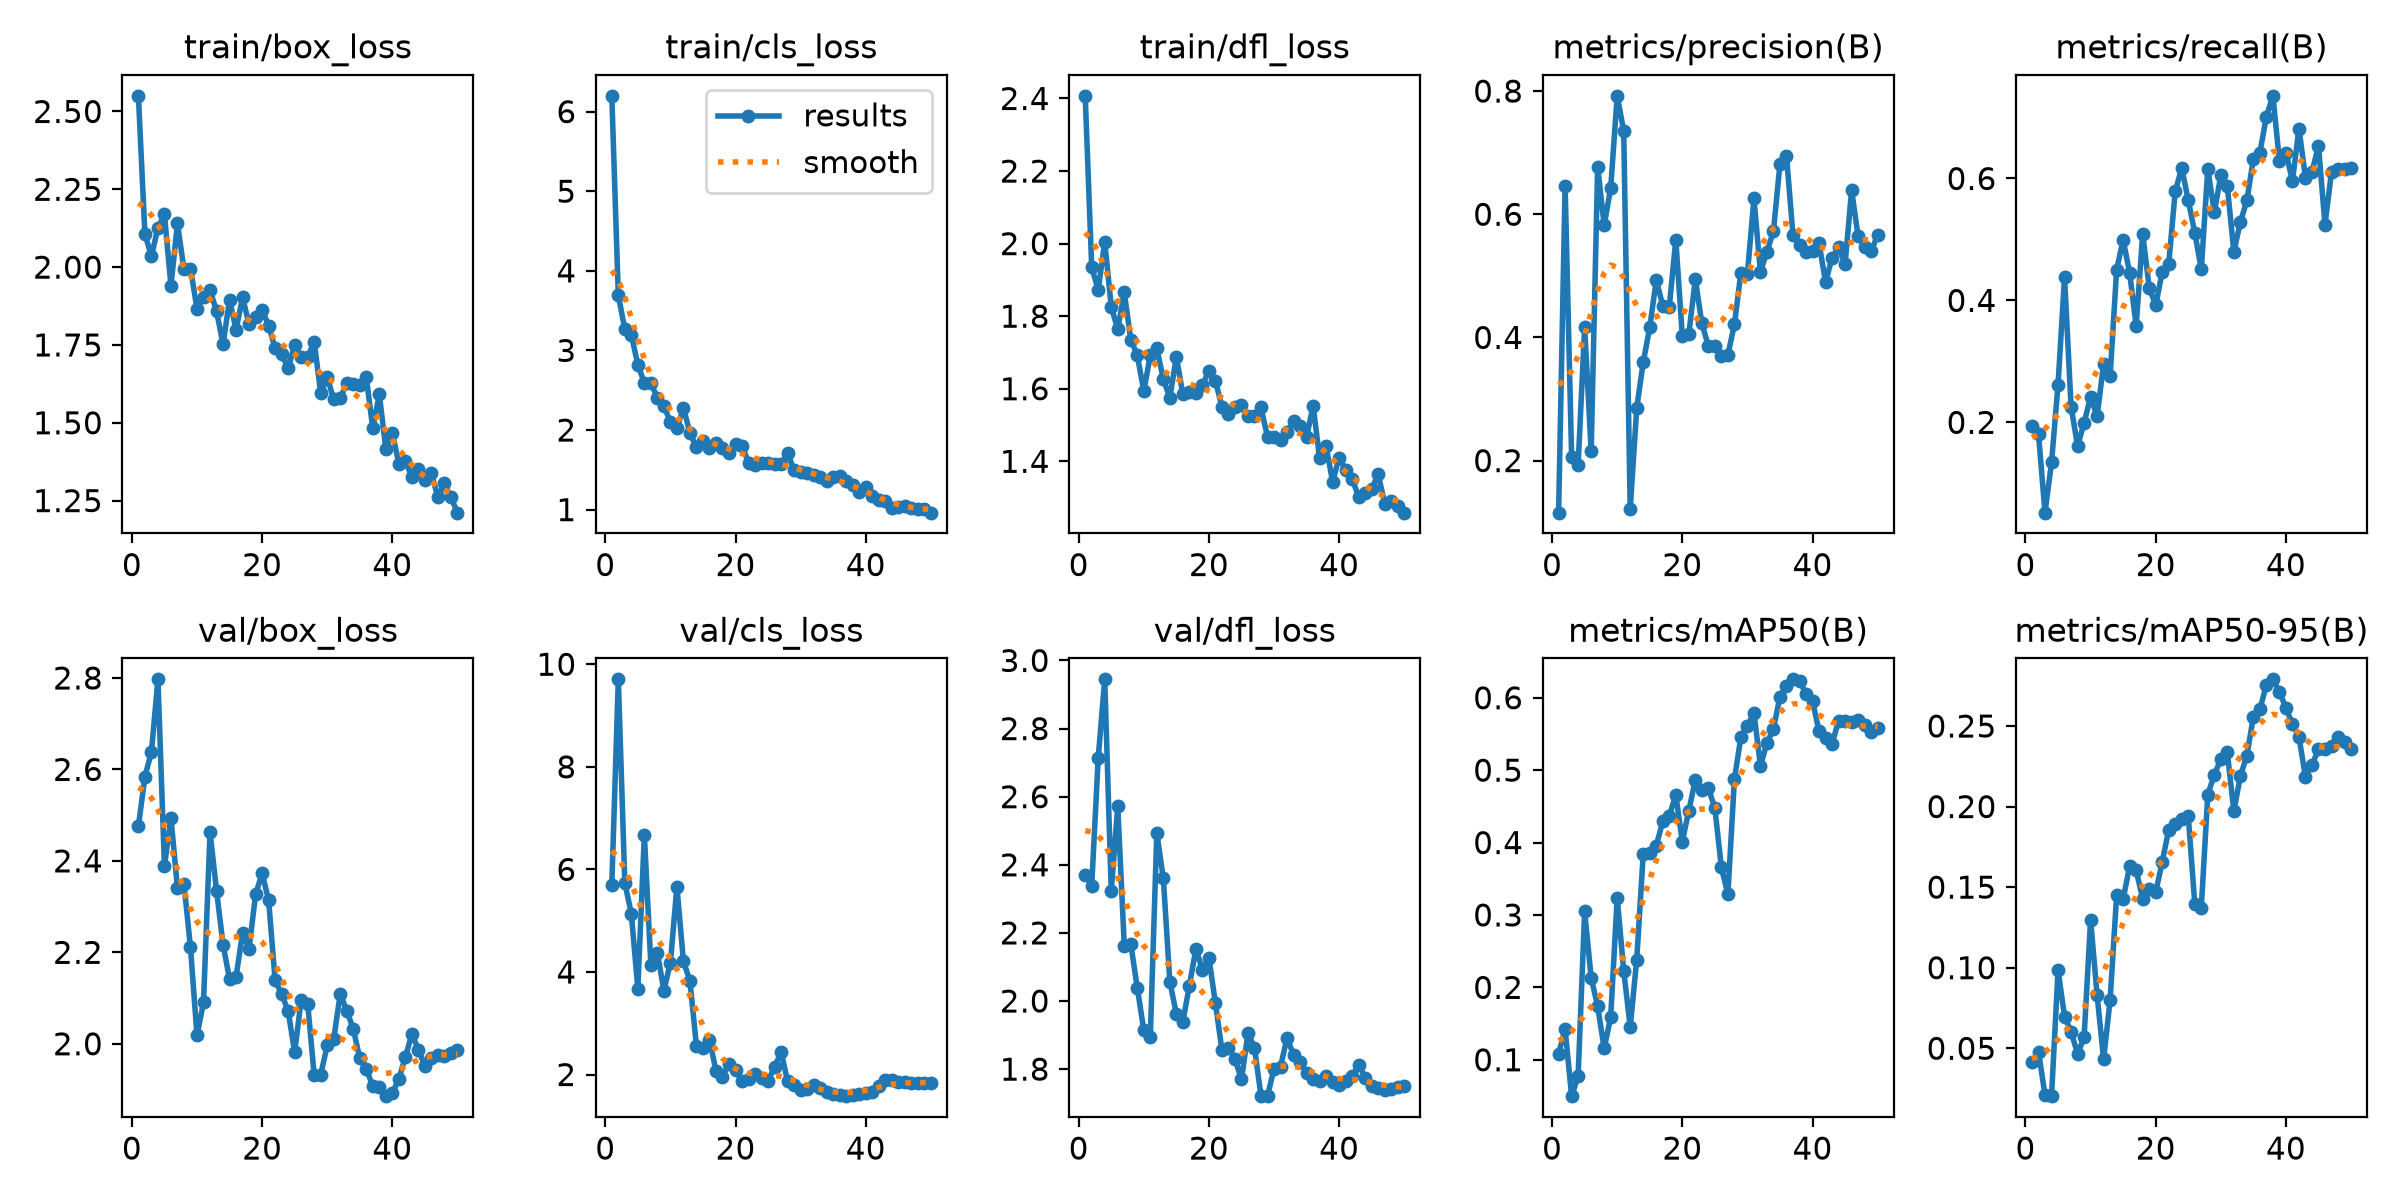 train/box_loss
2.50
2.25
2.00
1.75
1.50
1.25
0 20 40
train/cls_loss
results
smooth
6
5
4
3
2
1
0 20 40
train/dfl_loss
2.4
2.2
2.0
1.8
1.6
1.4
0 20 40
metrics/precision(B)
0.8
0.6
0.4
0.2
0 20 40
metrics/recall(B)
0.6
0.4
0.2
0 20 40
val/box_loss
2.8
2.6
2.4
2.2
2.0
0 20 40
val/cls_loss
10
8
6
4
2
0 20 40
val/dfl_loss
3.0
2.8
2.6
2.4
2.2
2.0
1.8
0 20 40
metrics/mAP50(B)
0.6
0.5
0.4
0.3
0.2
0.1
0 20 40
metrics/mAP50-95(B)
0.25
0.20
0.15
0.10
0.05
0 20 40